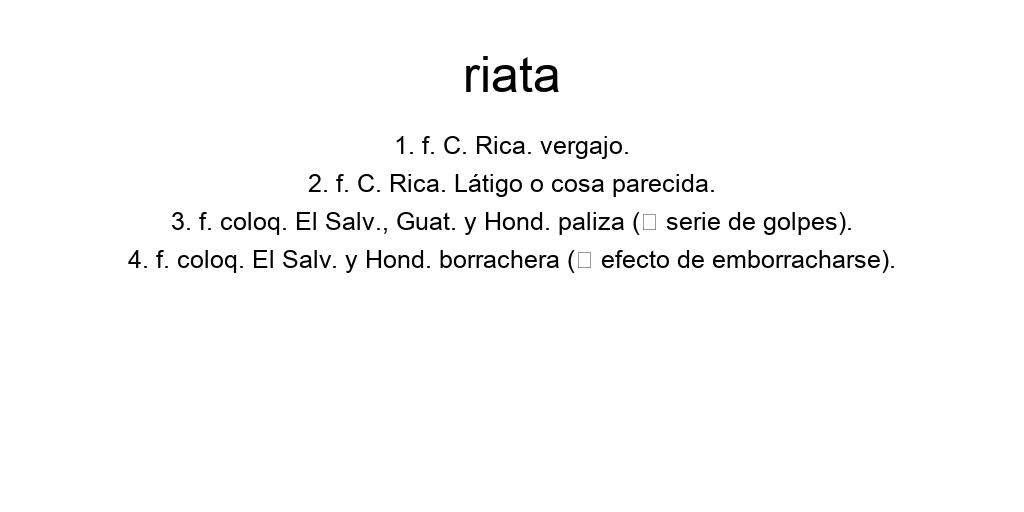 riata
1. f. C. Rica. vergajo.
2. f. C. Rica. Látigo o cosa parecida.
3. f. coloq. El Salv., Guat. y Hond. paliza (□ serie de golpes).
4. f. coloq. El Salv. y Hond. borrachera (□ efecto de emborracharse).